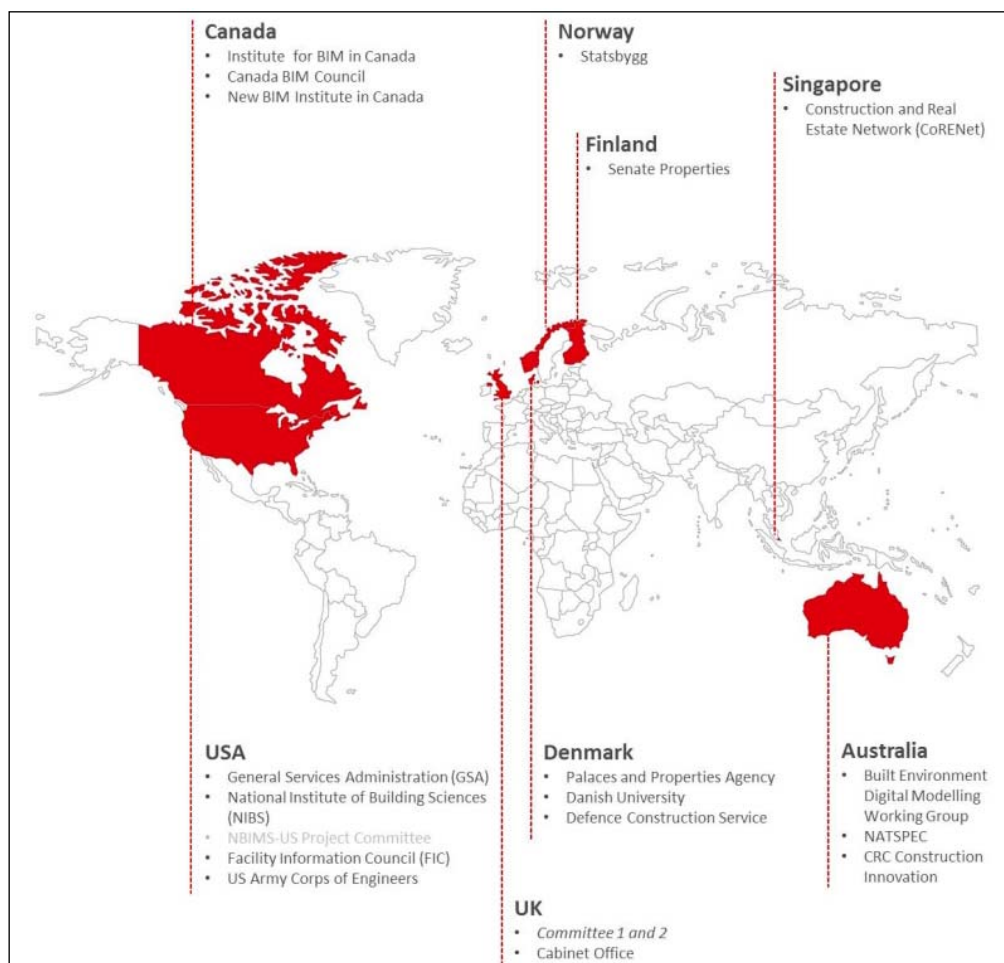 Canada
• Institute for BIM in Canada
• Canada BIM Council
• New BIM Institute in Canada
Norway
• Statsbygg
Singapore
• Construction and Real
Estate Network (CoRENet)
Finland
• Senate Properties
USA
• General Services Administration (GSA)
• National Institute of Building Sciences
(NIBS)
• NBIMS-US Project Committee
• Facility Information Council (FIC)
• US Army Corps of Engineers
Denmark
• Palaces and Properties Agency
• Danish University
• Defence Construction Service
Australia
• Built Environment
Digital Modelling
Working Group
• NATSPEC
• CRC Construction
Innovation
UK
• Committee 1 and 2
• Cabinet Office